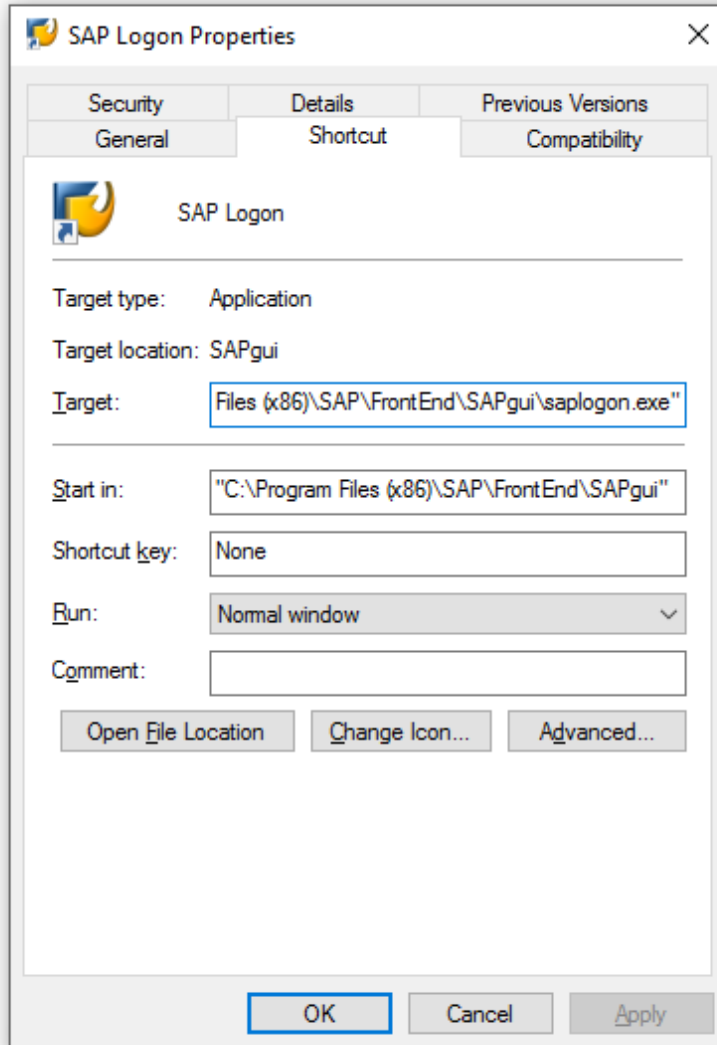 SAP Logon Properties
Security Details Previous Versions
General Shortcut Compatibility
SAP Logon
Target type: Application
Target location: SAPgui
Target: Files (x86)\SAP\FrontEnd\SAPgui\saplogon.exe"
Start in: "C:\Program Files (x86)\SAP\FrontEnd\SAPgui"
Shortcut key: None
Run: Normal window
Comment:
Open File Location Change Icon... Advanced...
OK Cancel Apply